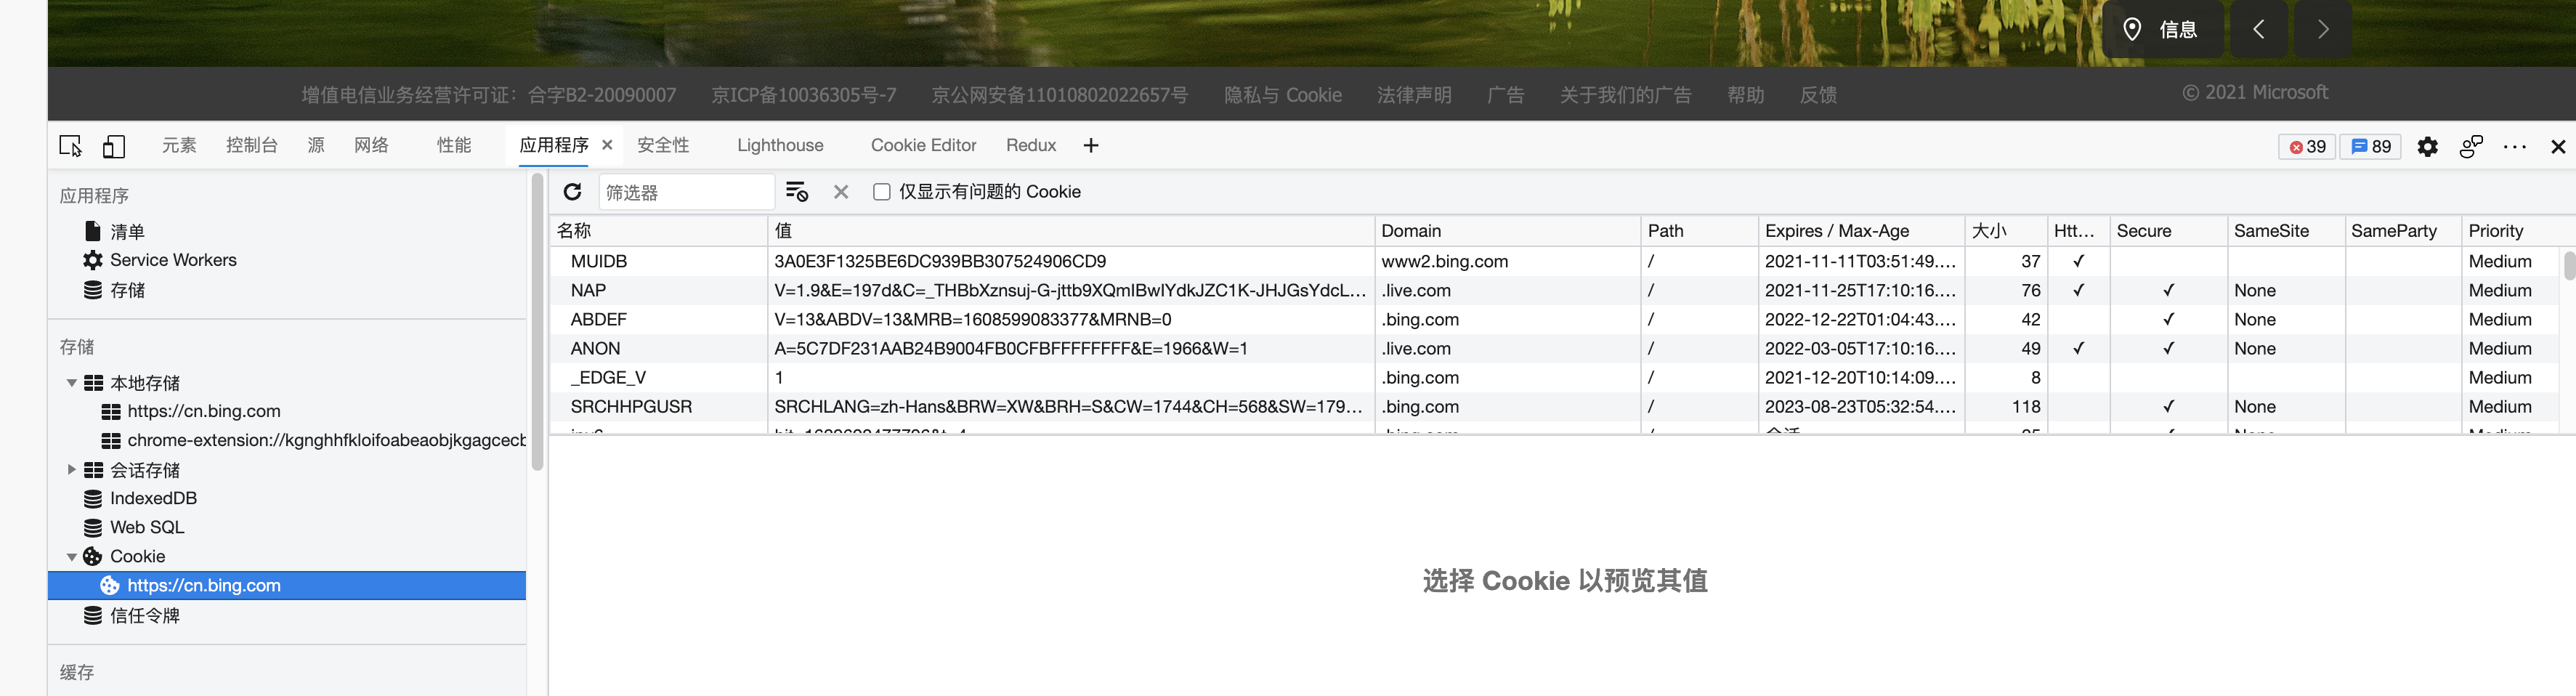 信息
增值电信业务经营许可证：合字B2-20090007 京ICP备10036305号-7 京公网安备11010802022657号 隐私与 Cookie 法律声明 广告 关于我们的广告 帮助 反馈 © 2021 Microsoft
元素 控制台 源 网络 性能 应用程序 × 安全性 Lighthouse Cookie Editor Redux + 39 89
应用程序
清单
Service Workers
存储
存储
本地存储
https://cn.bing.com
chrome-extension://kgnghhfkloifoabeaobjkgagcecb
会话存储
IndexedDB
Web SQL
Cookie
https://cn.bing.com
信任令牌
缓存
筛选器 仅显示有问题的 Cookie
名称 值 Domain Path Expires / Max-Age 大小 Htt... Secure SameSite SameParty Priority
MUIDB 3A0E3F1325BE6DC939BB307524906CD9 www2.bing.com / 2021-11-11T03:51:49.... 37 ✓ Medium
NAP V=1.9&E=197d&C=_THBbXznsuj-G-jttb9XQmIBwIYdkJZC1K-JHJGsYdcL... .live.com / 2021-11-25T17:10:16.... 76 ✓ ✓ None Medium
ABDEF V=13&ABDV=13&MRB=1608599083377&MRNB=0 .bing.com / 2022-12-22T01:04:43.... 42 ✓ None Medium
ANON A=5C7DF231AAB24B9004FB0CFBFFFFFFFF&E=1966&W=1 .live.com / 2022-03-05T17:10:16.... 49 ✓ ✓ None Medium
_EDGE_V 1 .bing.com / 2021-12-20T10:14:09.... 8 Medium
SRCHHPGUSR SRCHLANG=zh-Hans&BRW=XW&BRH=S&CW=1744&CH=568&SW=179... .bing.com / 2023-08-23T05:32:54.... 118 ✓ None Medium
选择 Cookie 以预览其值